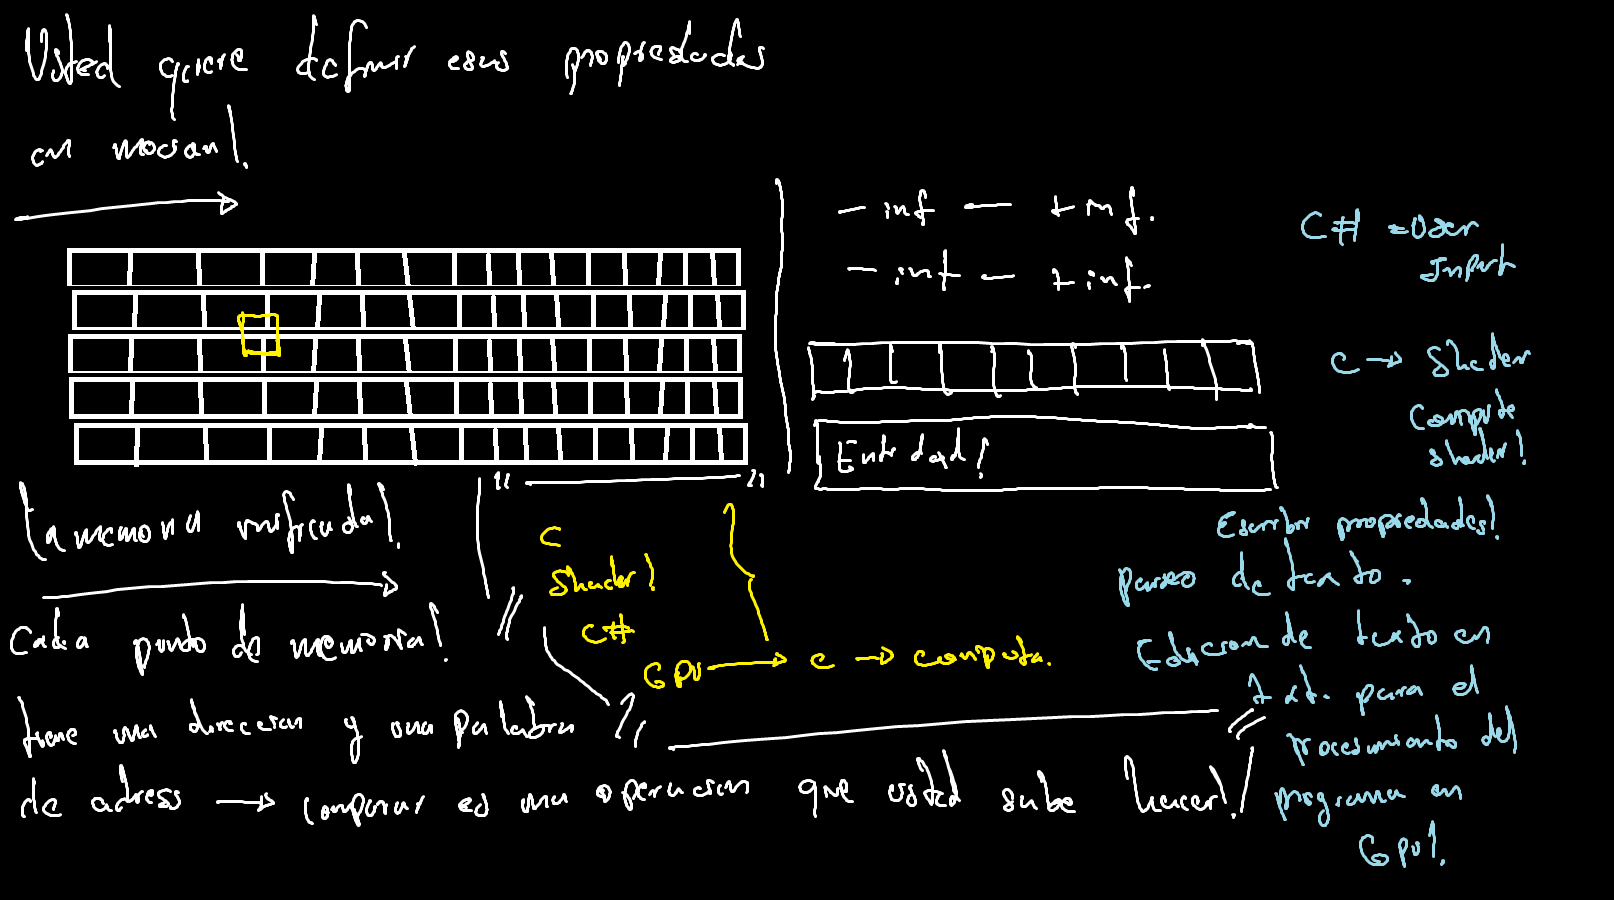 Usted quiere definir esas propiedades
en mocan!
- inf — + inf.
- inf — + inf.
Entidad!
La memoria unificada!
Cada punto de memoria!
tiene una direccion y una palabra
de adress → comparar es una operacion que usted sabe hacer!
C
Shader!
C#
GPU → C → computa.
C# = User
Input
C → Shader
Compute
shader!
Escribir propiedades!
parseo de texto.
Edicion de texto en
txt. para el
procesamiento del
programa en
GPU!